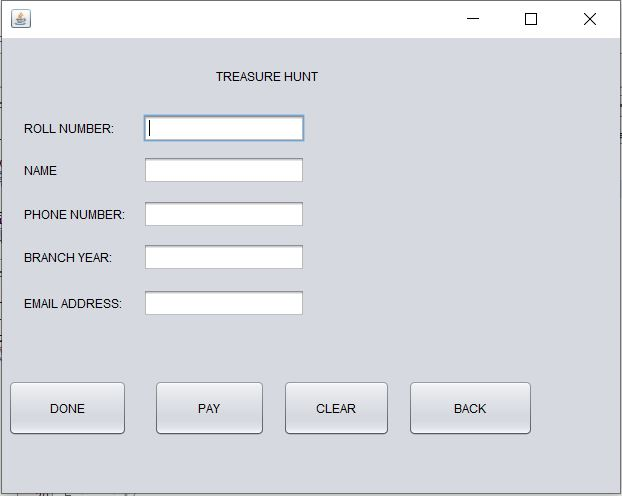 TREASURE HUNT
ROLL NUMBER:
NAME
PHONE NUMBER:
BRANCH YEAR:
EMAIL ADDRESS:
DONE PAY CLEAR BACK